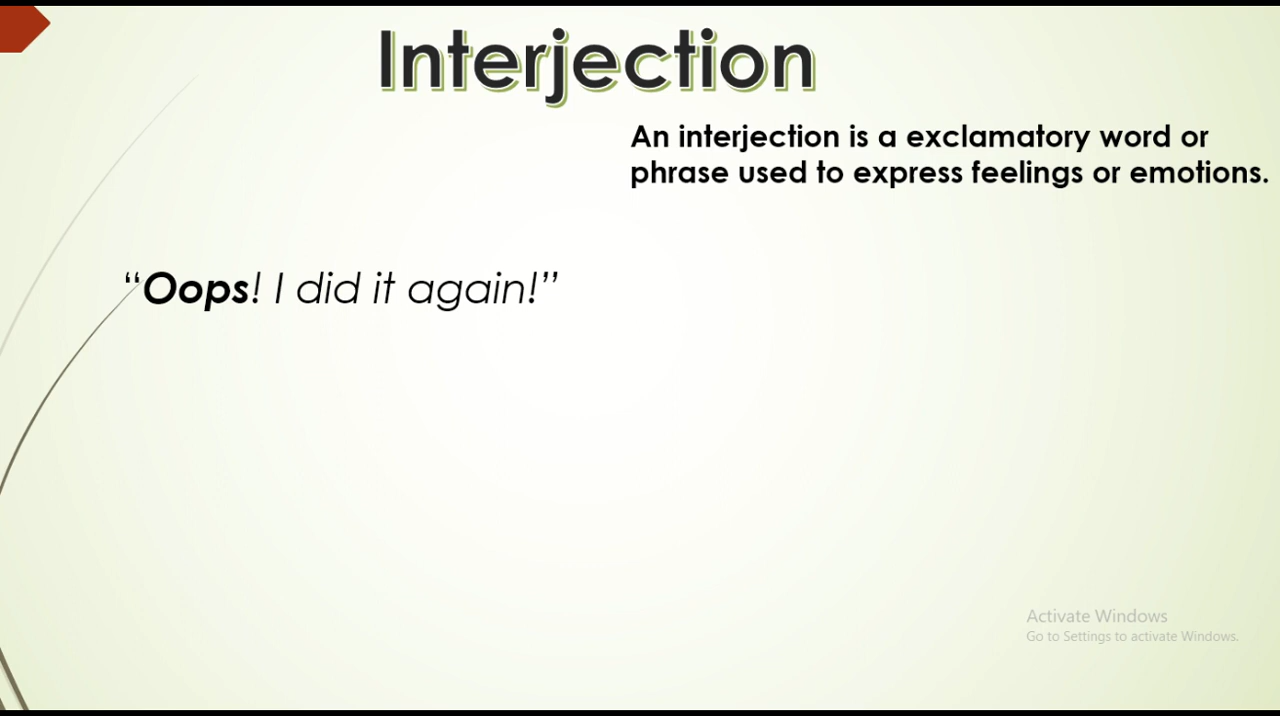 Interjection
An interjection is a exclamatory word or
phrase used to express feelings or emotions.
“Oops! I did it again!”
Activate Windows
Go to Settings to activate Windows.